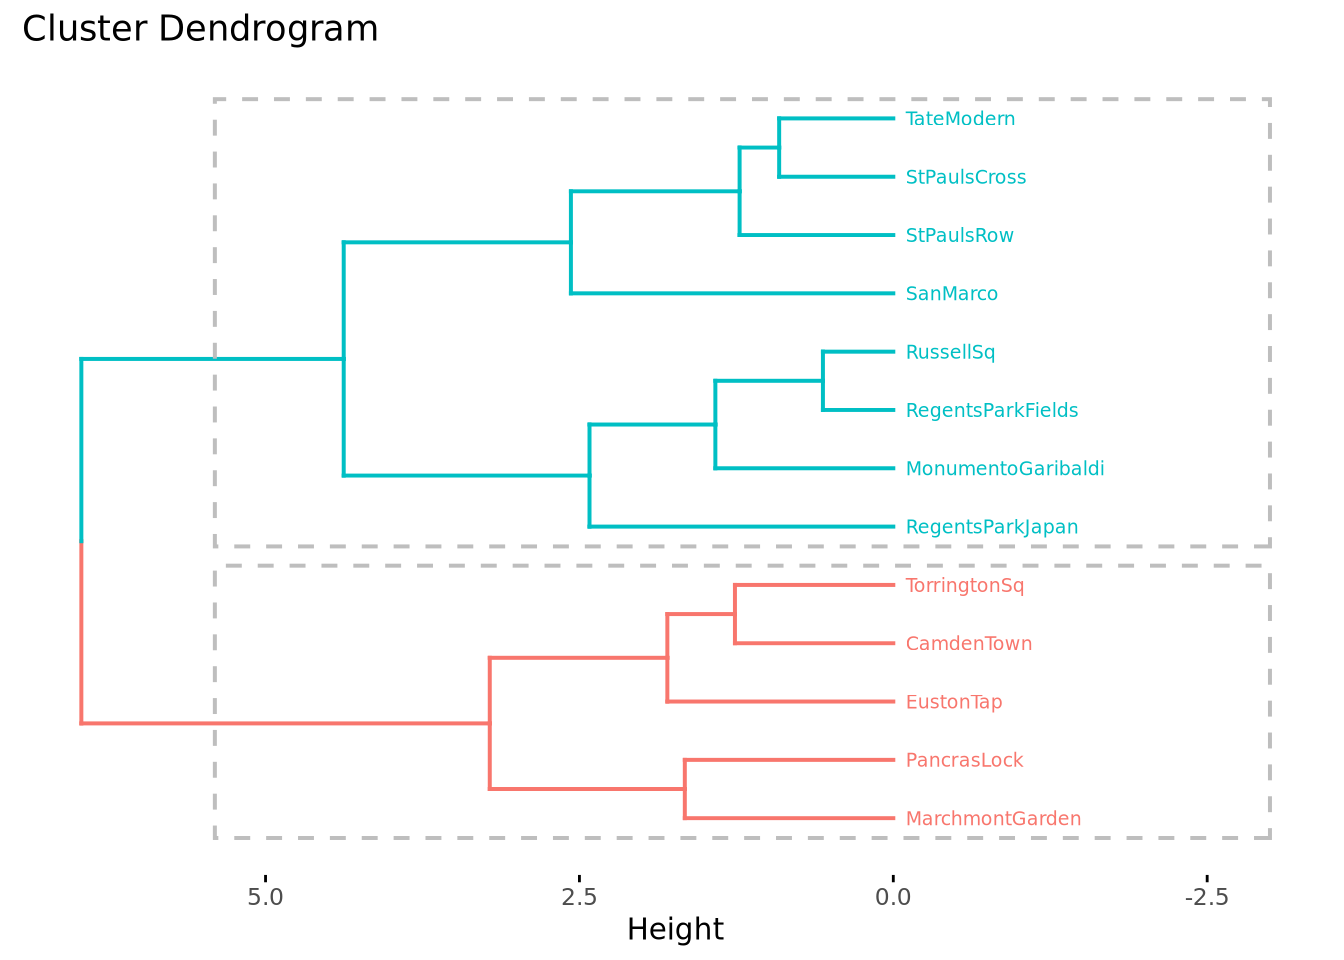 Cluster Dendrogram
TateModern
StPaulsCross
StPaulsRow
SanMarco
RussellSq
RegentsParkFields
MonumentoGaribaldi
RegentsParkJapan
TorringtonSq
CamdenTown
EustonTap
PancrasLock
MarchmontGarden
5.0 2.5 0.0 -2.5
Height